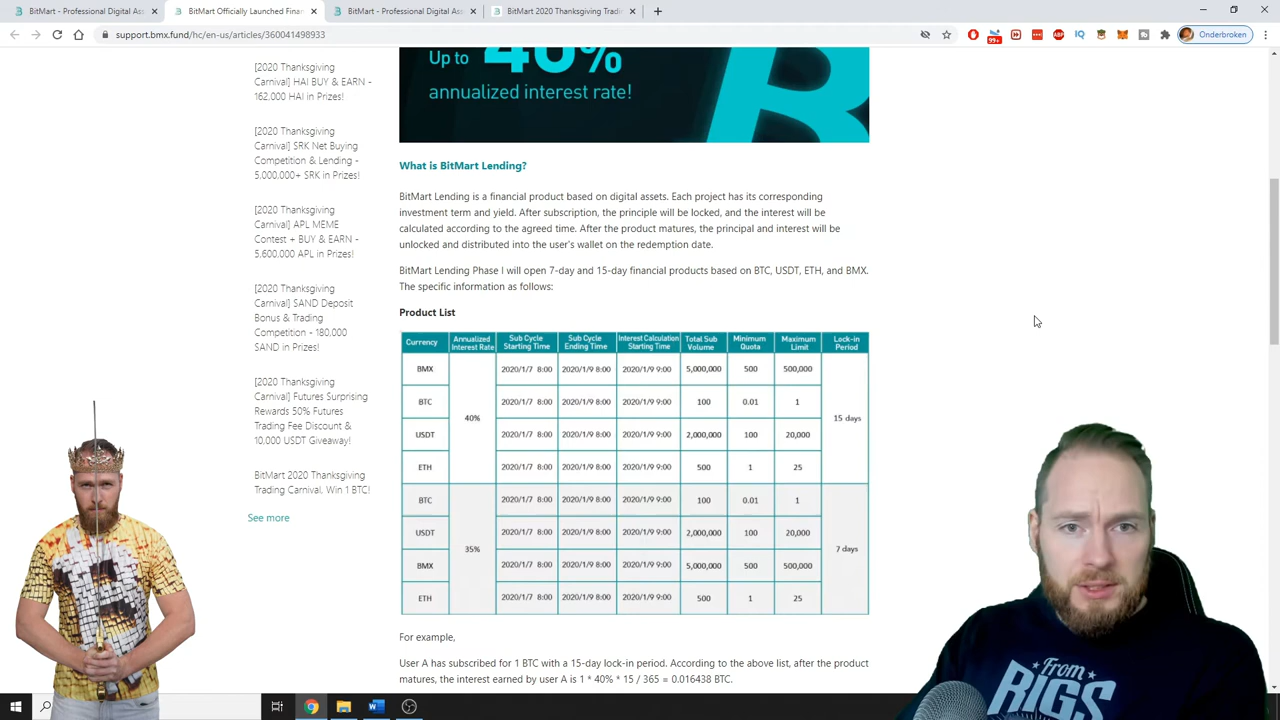 BitMart - Professional Digital Ass
BitMart Officially Launched Finan
BitMart - Professional Digital Ass
BitMart 2020 Thanksgiving Tradi
support.bmx.fund/hc/en-us/articles/360041498933
99+
ABP
IQ
Onderbroken
[2020 Thanksgiving
Carnival] HAI BUY & EARN -
162,000 HAI in Prizes!
[2020 Thanksgiving
Carnival] SRK Net Buying
Competition & Lending -
5,000,000+ SRK in Prizes!
[2020 Thanksgiving
Carnival] APL MEME
Contest + BUY & EARN -
5,600,000 APL in Prizes!
[2020 Thanksgiving
Carnival] SAND Deposit
Bonus & Trading
Competition - 180,000
SAND in Prizes!
[2020 Thanksgiving
Carnival] Futures Surprising
Rewards 50% Futures
Trading Fee Discount &
10,000 USDT Giveaway!
BitMart 2020 Thanksgiving
Trading Carnival, Win 1 BTC!
See more
Up to 40%
annualized interest rate!
What is BitMart Lending?
BitMart Lending is a financial product based on digital assets. Each project has its corresponding
investment term and yield. After subscription, the principle will be locked, and the interest will be
calculated according to the agreed time. After the product matures, the principal and interest will be
unlocked and distributed into the user's wallet on the redemption date.
BitMart Lending Phase I will open 7-day and 15-day financial products based on BTC, USDT, ETH, and BMX.
The specific information as follows:
Product List
Currency Annualized Interest Rate Sub Cycle Starting Time Sub Cycle Ending Time Interest Calculation Starting Time Total Sub Volume Minimum Quota Maximum Limit Lock-in Period
BMX 2020/1/7 8:00 2020/1/9 8:00 2020/1/9 9:00 5,000,000 500 500,000
BTC 2020/1/7 8:00 2020/1/9 8:00 2020/1/9 9:00 100 0.01 1
40% 15 days
USDT 2020/1/7 8:00 2020/1/9 8:00 2020/1/9 9:00 2,000,000 100 20,000
ETH 2020/1/7 8:00 2020/1/9 8:00 2020/1/9 9:00 500 1 25
BTC 2020/1/7 8:00 2020/1/9 8:00 2020/1/9 9:00 100 0.01 1
USDT 2020/1/7 8:00 2020/1/9 8:00 2020/1/9 9:00 2,000,000 100 20,000
35% 7 days
BMX 2020/1/7 8:00 2020/1/9 8:00 2020/1/9 9:00 5,000,000 500 500,000
ETH 2020/1/7 8:00 2020/1/9 8:00 2020/1/9 9:00 500 1 25
For example,
User A has subscribed for 1 BTC with a 15-day lock-in period. According to the above list, after the product
matures, the interest earned by user A is 1 * 40% * 15 / 365 = 0.016438 BTC.
From
RIGS